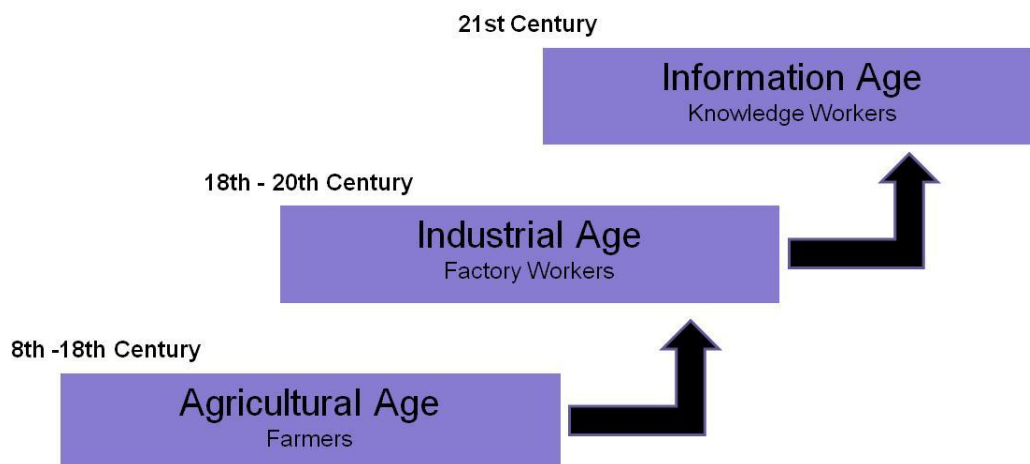 21st Century
Information Age
Knowledge Workers
18th - 20th Century
Industrial Age
Factory Workers
8th -18th Century
Agricultural Age
Farmers